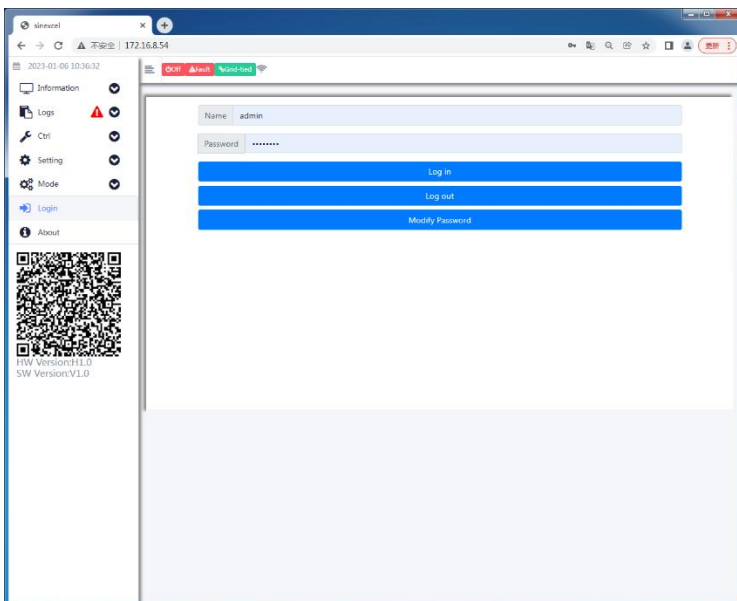 sinexcel
不安全 172.16.8.54
更新
2023-01-06 10:36:32
Off Fault Grid-tied
Information
Logs
Ctrl
Setting
Mode
Login
About
HW Version:H1.0
SW Version:V1.0
Name admin
Password ••••••••
Log in
Log out
Modify Password